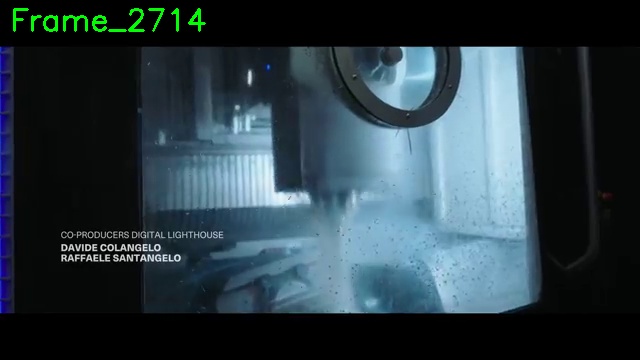 Frame_2714
CO-PRODUCERS DIGITAL LIGHTHOUSE
DAVIDE COLANGELO
RAFFAELE SANTANGELO